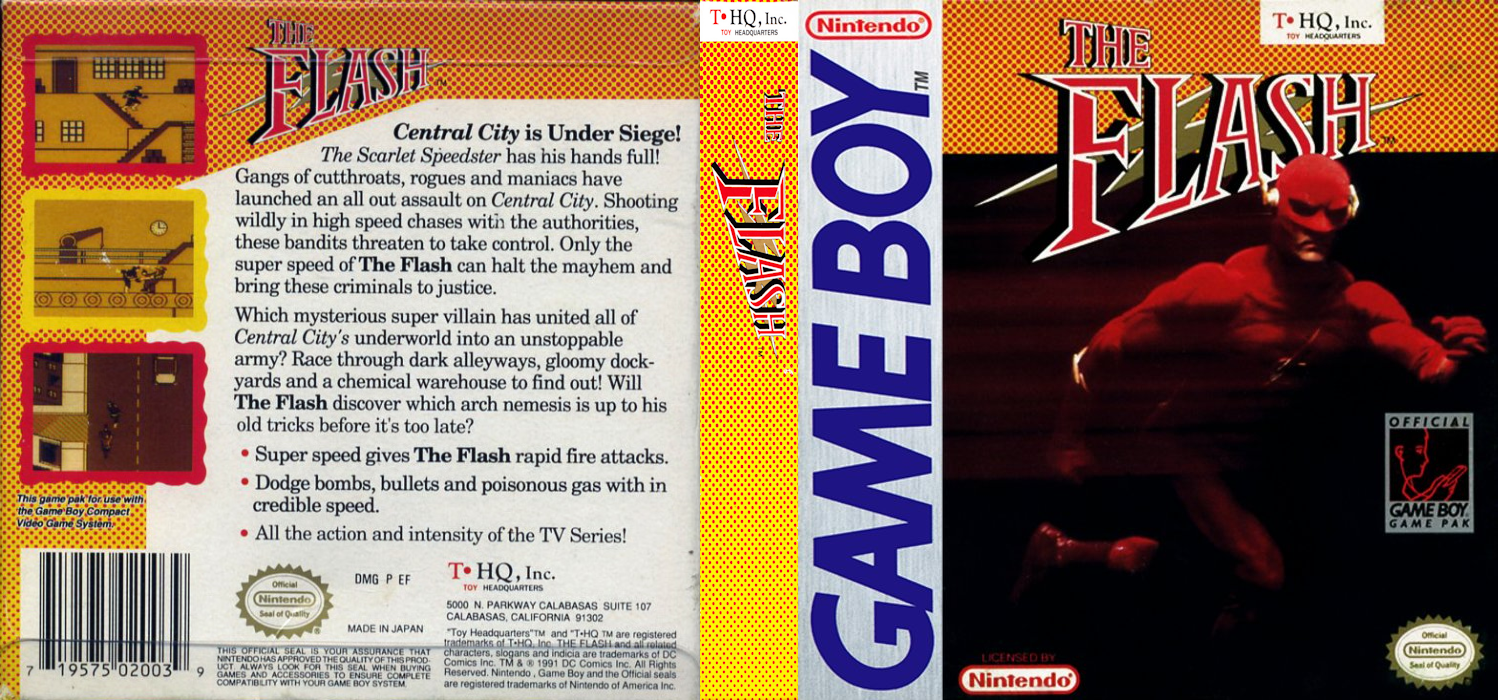 THE
FLASH
TM
Central City is Under Siege!
The Scarlet Speedster has his hands full!
Gangs of cutthroats, rogues and maniacs have
launched an all out assault on Central City. Shooting
wildly in high speed chases with the authorities,
these bandits threaten to take control. Only the
super speed of The Flash can halt the mayhem and
bring these criminals to justice.
Which mysterious super villain has united all of
Central City's underworld into an unstoppable
army? Race through dark alleyways, gloomy dock-
yards and a chemical warehouse to find out! Will
The Flash discover which arch nemesis is up to his
old tricks before it's too late?
• Super speed gives The Flash rapid fire attacks.
• Dodge bombs, bullets and poisonous gas with in
credible speed.
• All the action and intensity of the TV Series!
This game pak for use with
the Game Boy Compact
Video Game System.
7 19575 02003 9
Official
Nintendo®
Seal of Quality
DMG P EF
MADE IN JAPAN
THIS OFFICIAL SEAL IS YOUR ASSURANCE THAT
NINTENDO HAS APPROVED THE QUALITY OF THIS PROD-
UCT. ALWAYS LOOK FOR THIS SEAL WHEN BUYING
GAMES AND ACCESSORIES TO ENSURE COMPLETE
COMPATIBILITY WITH YOUR GAME BOY SYSTEM.
T•HQ, Inc.
TOY HEADQUARTERS
5000 N. PARKWAY CALABASAS SUITE 107
CALABASAS, CALIFORNIA 91302
"Toy Headquarters"™ and "T•HQ TM are registered
trademarks of T•HQ, Inc. THE FLASH and all related
characters, slogans and indicia are trademarks of DC
Comics Inc. TM & ® 1991 DC Comics Inc. All Rights
Reserved. Nintendo, Game Boy and the Official seals
are registered trademarks of Nintendo of America Inc.
T•HQ, Inc.
TOY HEADQUARTERS
THE
FLASH
Nintendo®
GAME BOY
TM
T•HQ, Inc.
TOY HEADQUARTERS
THE
FLASH
TM
OFFICIAL
GAME BOY
GAME PAK
LICENSED BY
Nintendo®
Official
Nintendo
Seal of Quality